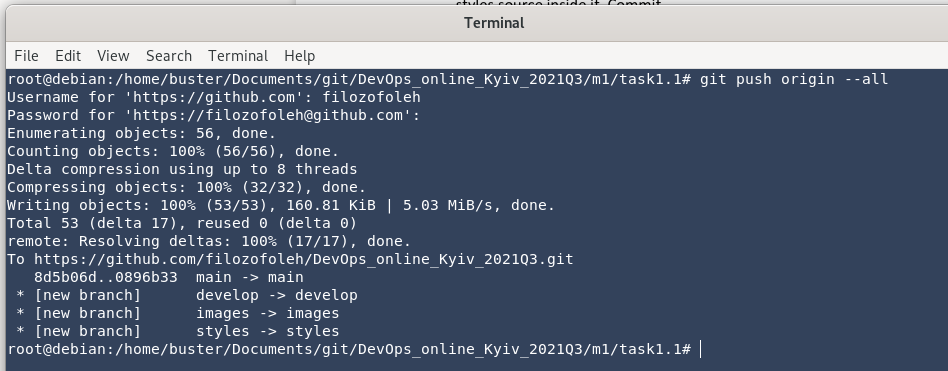 styles source inside it. Commit
Terminal
File Edit View Search Terminal Help
root@debian:/home/buster/Documents/git/DevOps_online_Kyiv_2021Q3/m1/task1.1# git push origin --all
Username for 'https://github.com': filozofoleh
Password for 'https://filozofoleh@github.com':
Enumerating objects: 56, done.
Counting objects: 100% (56/56), done.
Delta compression using up to 8 threads
Compressing objects: 100% (32/32), done.
Writing objects: 100% (53/53), 160.81 KiB | 5.03 MiB/s, done.
Total 53 (delta 17), reused 0 (delta 0)
remote: Resolving deltas: 100% (17/17), done.
To https://github.com/filozofoleh/DevOps_online_Kyiv_2021Q3.git
   8d5b06d..0896b33  main -> main
 * [new branch]      develop -> develop
 * [new branch]      images -> images
 * [new branch]      styles -> styles
root@debian:/home/buster/Documents/git/DevOps_online_Kyiv_2021Q3/m1/task1.1#